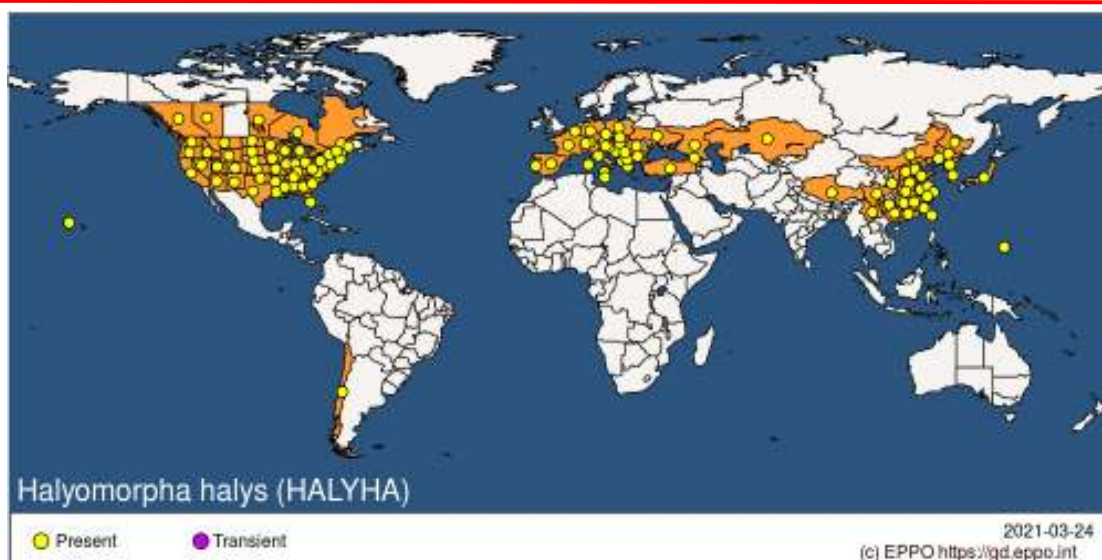 Halyomorpha halys (HALYHA)
Present
Transient
2021-03-24
(c) EPPO https://gd.eppo.int